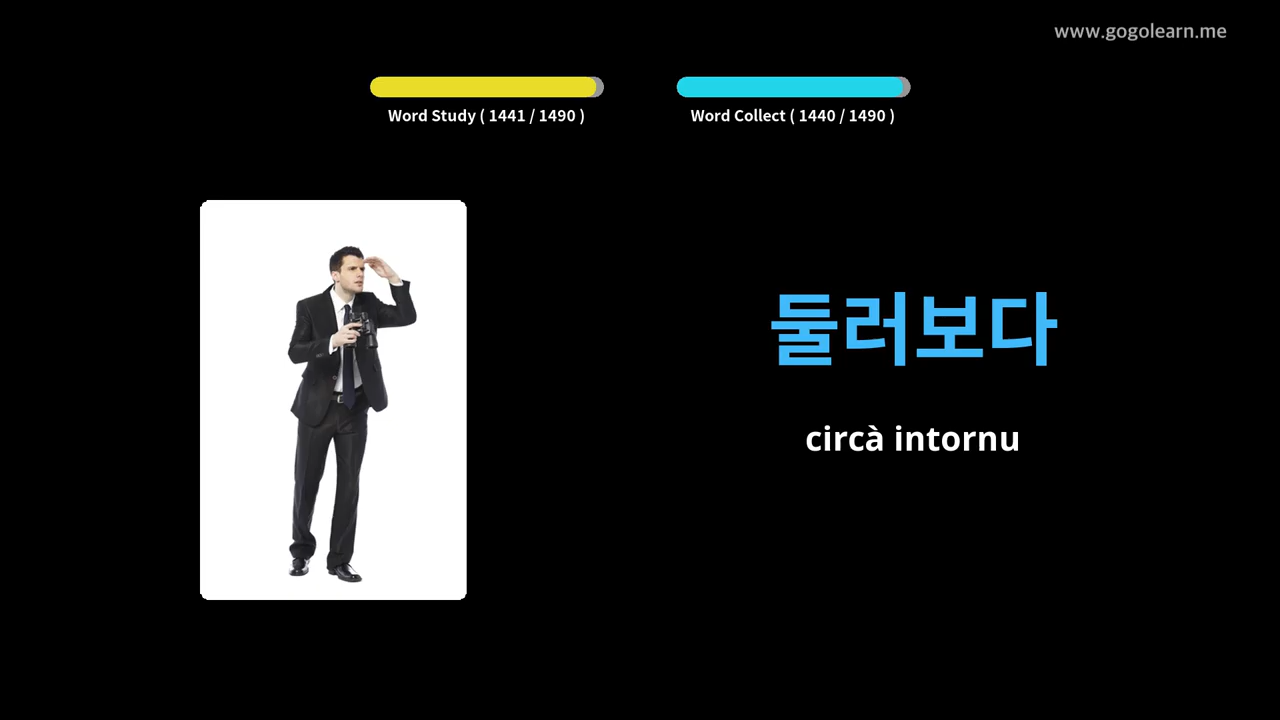 www.gogolearn.me
Word Study ( 1441 / 1490 )
Word Collect ( 1440 / 1490 )
둘러보다
circà intornu